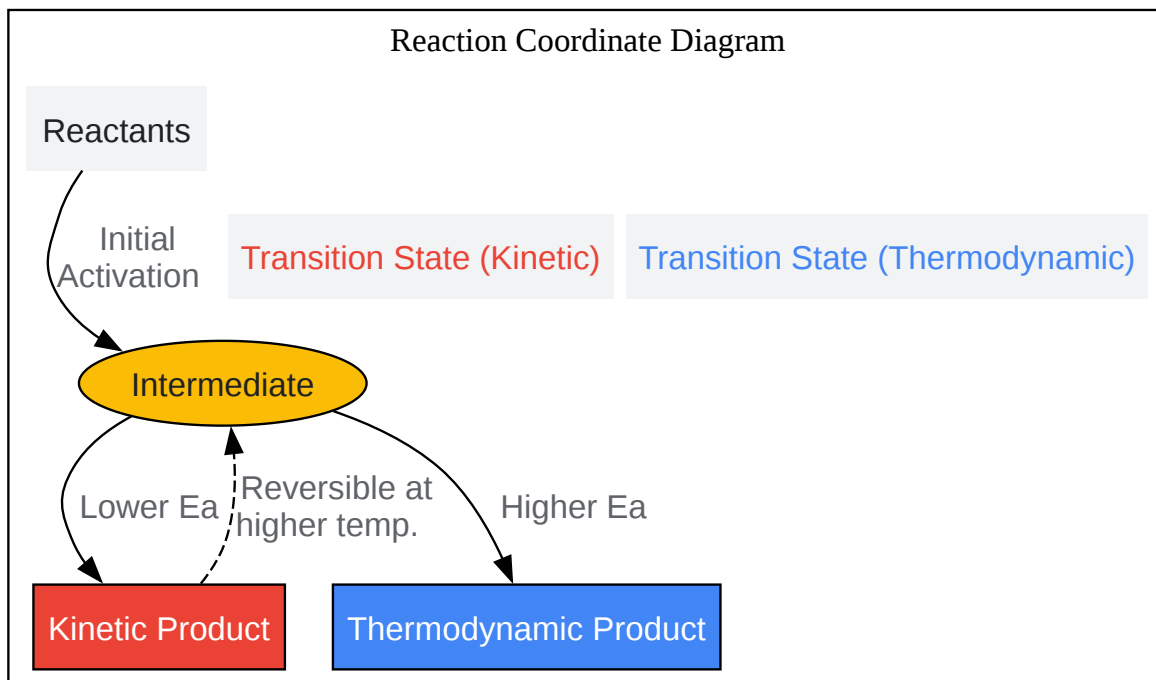 Reaction Coordinate Diagram
Reactants
Initial
Activation
Transition State (Kinetic)
Transition State (Thermodynamic)
Intermediate
Lower Ea
Reversible at
higher temp.
Higher Ea
Kinetic Product
Thermodynamic Product